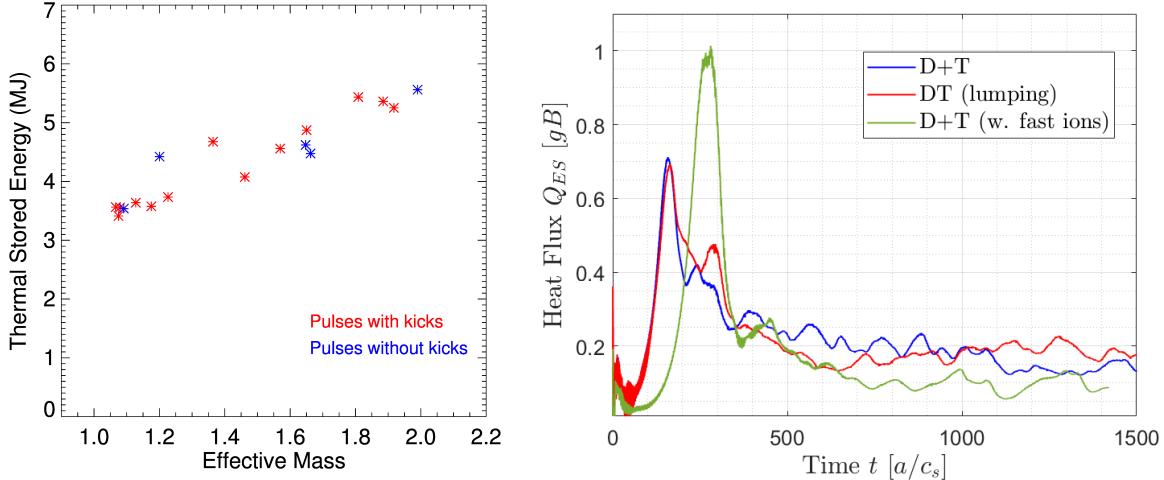 7
6
5
4
3
2
1
0
Thermal Stored Energy (MJ)
Pulses with kicks
Pulses without kicks
1.0 1.2 1.4 1.6 1.8 2.0 2.2
Effective Mass
1
0.8
0.6
0.4
0.2
Heat Flux Q_ES [gB]
D+T
DT (lumping)
D+T (w. fast ions)
0 500 1000 1500
Time t [a/c_s]